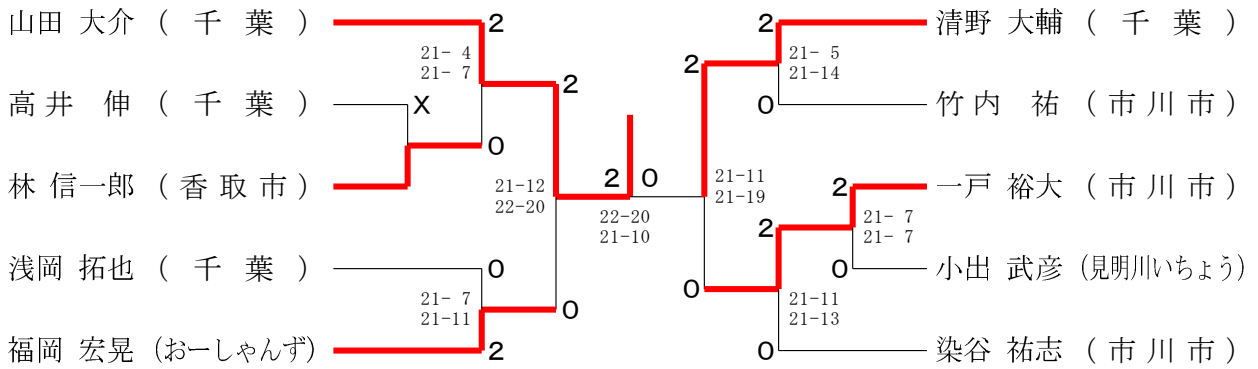 山田 大介 （ 千 葉 ） 2 2 清野 大輔 （ 千 葉 ）
21- 4 21- 5
21- 7 2 21-14
2
高井 伸 （ 千 葉 ） X 0 竹内 祐 （ 市 川 市 ）
0
林 信一郎 （ 香 取 市 ） 21-12 2 0 21-11 2 一戸 裕大 （ 市 川 市 ）
22-20 21-19
22-20 21- 7
21-10 2 21- 7
浅岡 拓也 （ 千 葉 ） 0 0 小出 武彦 （見明川いちょう）
21- 7 0 0 21-11
21-11 21-13
福岡 宏晃 （おーしゃんず） 2 0 染谷 祐志 （ 市 川 市 ）